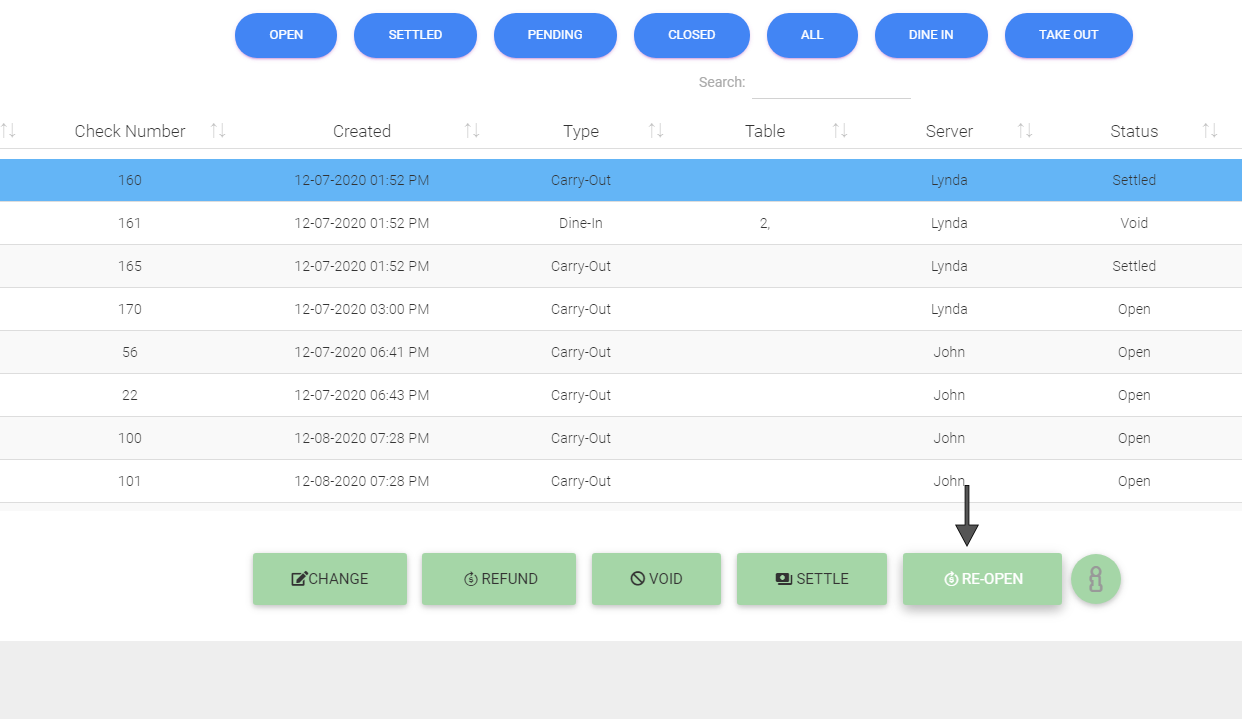 OPEN SETTLED PENDING CLOSED ALL DINE IN TAKE OUT
Search:
Check Number Created Type Table Server Status
160 12-07-2020 01:52 PM Carry-Out Lynda Settled
161 12-07-2020 01:52 PM Dine-In 2, Lynda Void
165 12-07-2020 01:52 PM Carry-Out Lynda Settled
170 12-07-2020 03:00 PM Carry-Out Lynda Open
56 12-07-2020 06:41 PM Carry-Out John Open
22 12-07-2020 06:43 PM Carry-Out John Open
100 12-08-2020 07:28 PM Carry-Out John Open
101 12-08-2020 07:28 PM Carry-Out John Open
CHANGE REFUND VOID SETTLE RE-OPEN